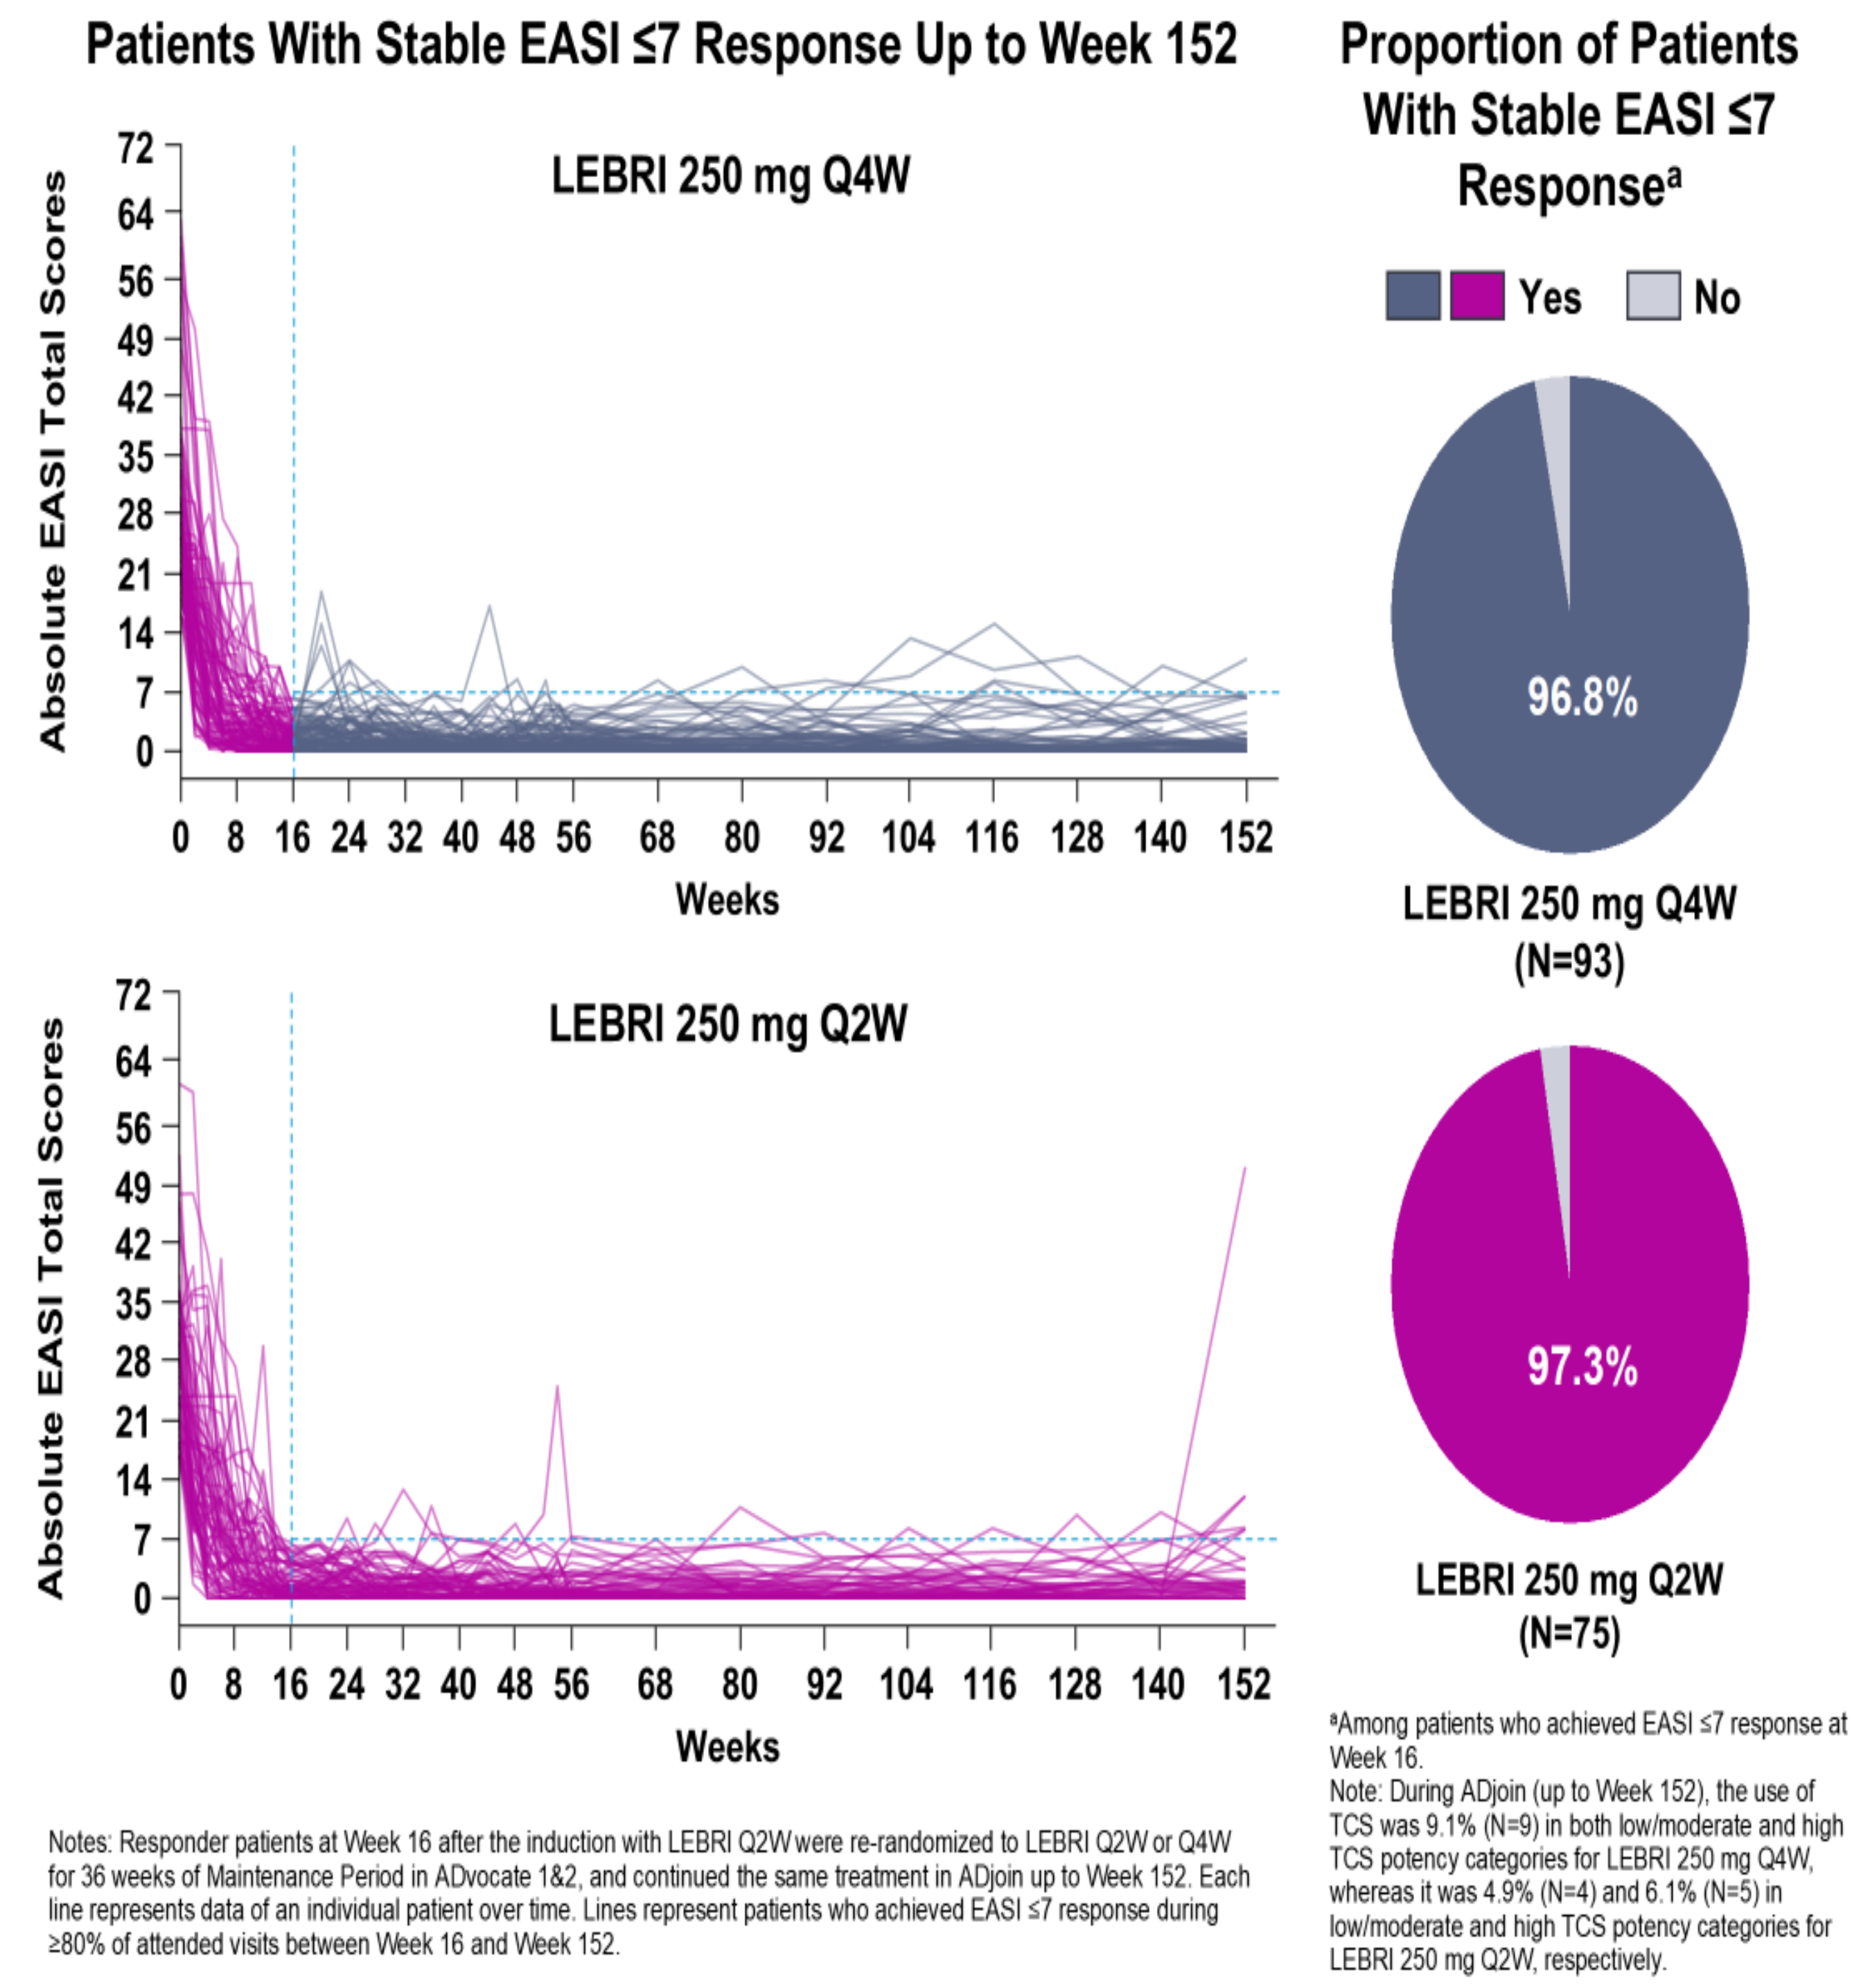 Patients With Stable EASI ≤7 Response Up to Week 152
Proportion of Patients
With Stable EASI ≤7
Responseᵃ
Yes
No
LEBRI 250 mg Q4W
Absolute EASI Total Scores
72
64
56
49
42
35
28
21
14
7
0
0 8 16 24 32 40 48 56 68 80 92 104 116 128 140 152
Weeks
96.8%
LEBRI 250 mg Q4W
(N=93)
LEBRI 250 mg Q2W
Absolute EASI Total Scores
72
64
56
49
42
35
28
21
14
7
0
0 8 16 24 32 40 48 56 68 80 92 104 116 128 140 152
Weeks
97.3%
LEBRI 250 mg Q2W
(N=75)
Notes: Responder patients at Week 16 after the induction with LEBRI Q2W were re-randomized to LEBRI Q2W or Q4W
for 36 weeks of Maintenance Period in ADvocate 1&2, and continued the same treatment in ADjoin up to Week 152. Each
line represents data of an individual patient over time. Lines represent patients who achieved EASI ≤7 response during
≥80% of attended visits between Week 16 and Week 152.
ᵃAmong patients who achieved EASI ≤7 response at
Week 16.
Note: During ADjoin (up to Week 152), the use of
TCS was 9.1% (N=9) in both low/moderate and high
TCS potency categories for LEBRI 250 mg Q4W,
whereas it was 4.9% (N=4) and 6.1% (N=5) in
low/moderate and high TCS potency categories for
LEBRI 250 mg Q2W, respectively.